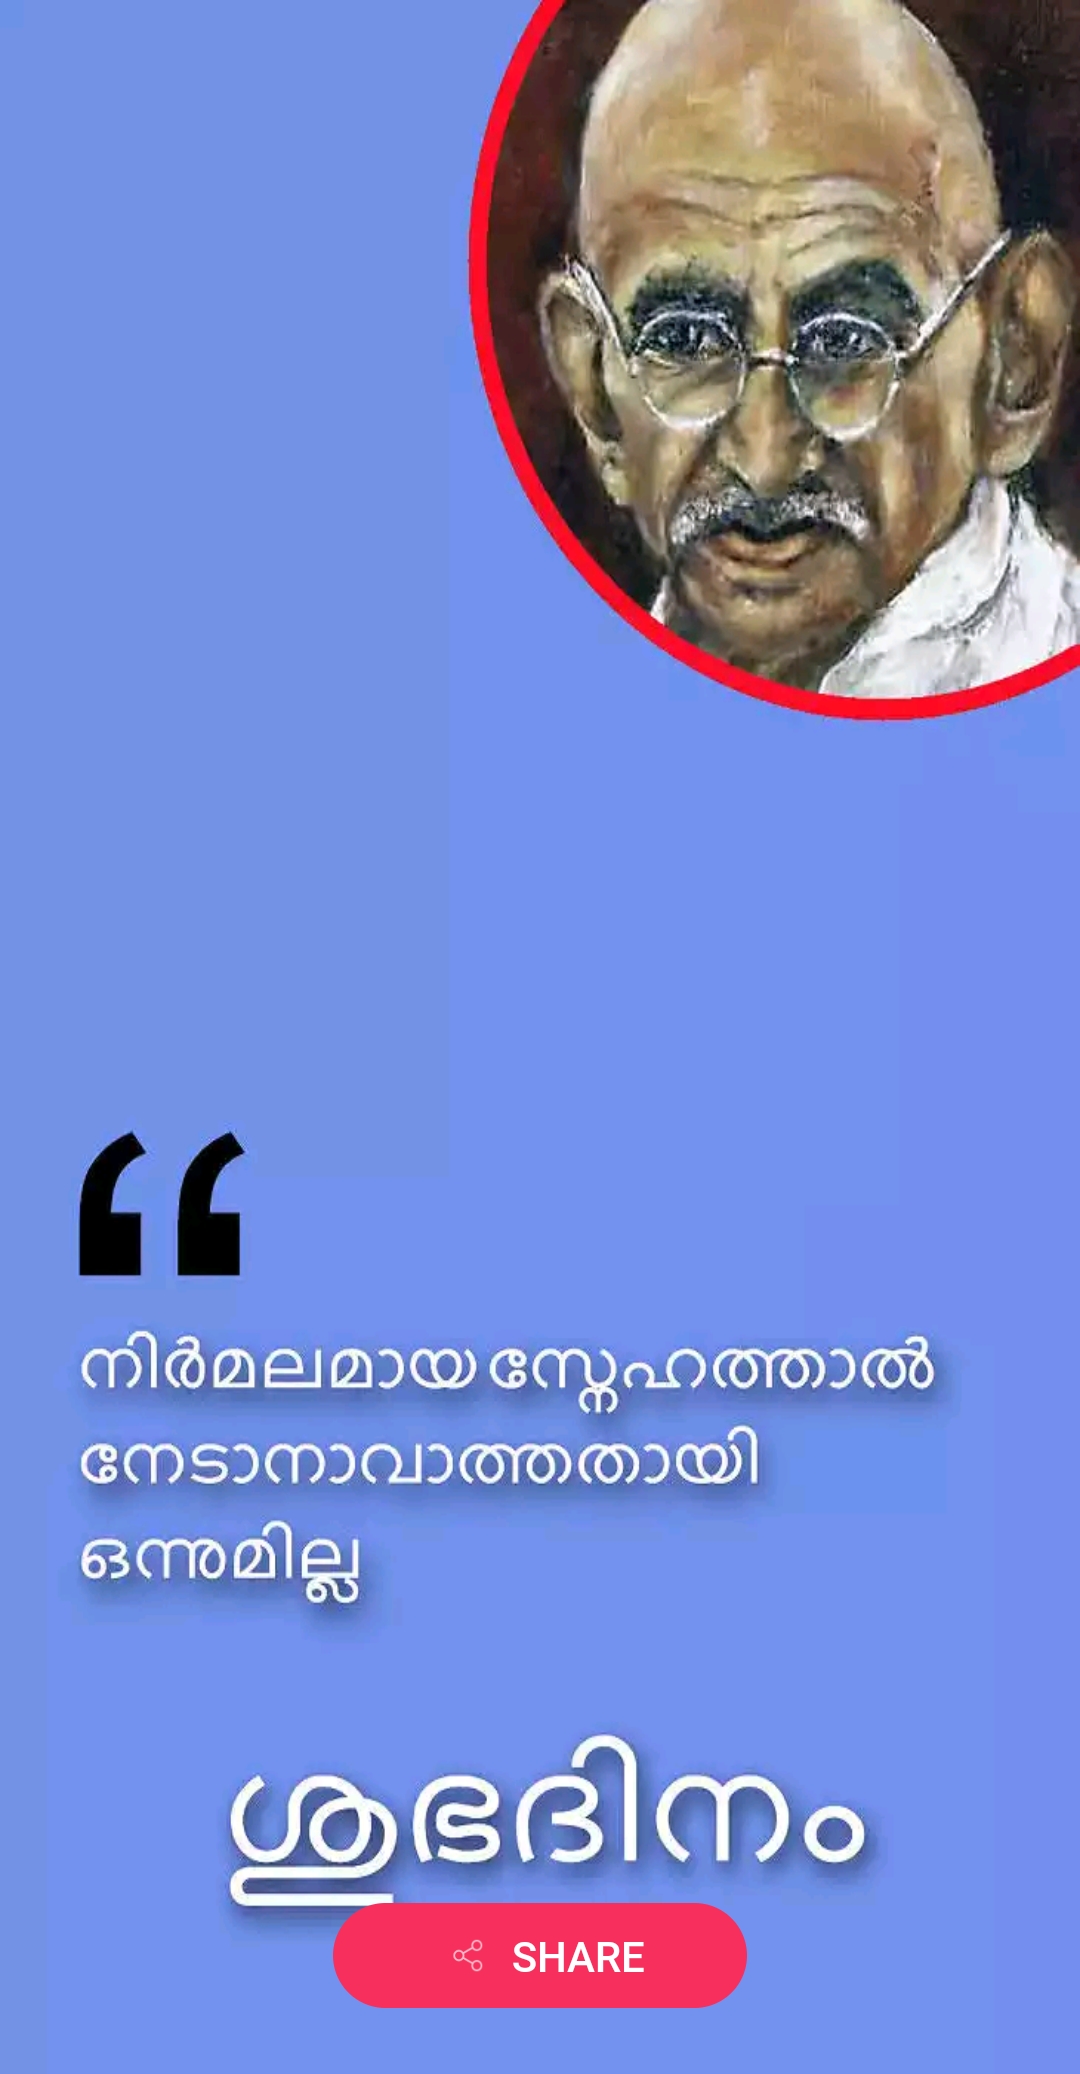 “
നിർമലമായ സ്നേഹത്താൽ
നേടാനാവാത്തതായി
ഒന്നുമില്ല
ശുഭദിനം
SHARE